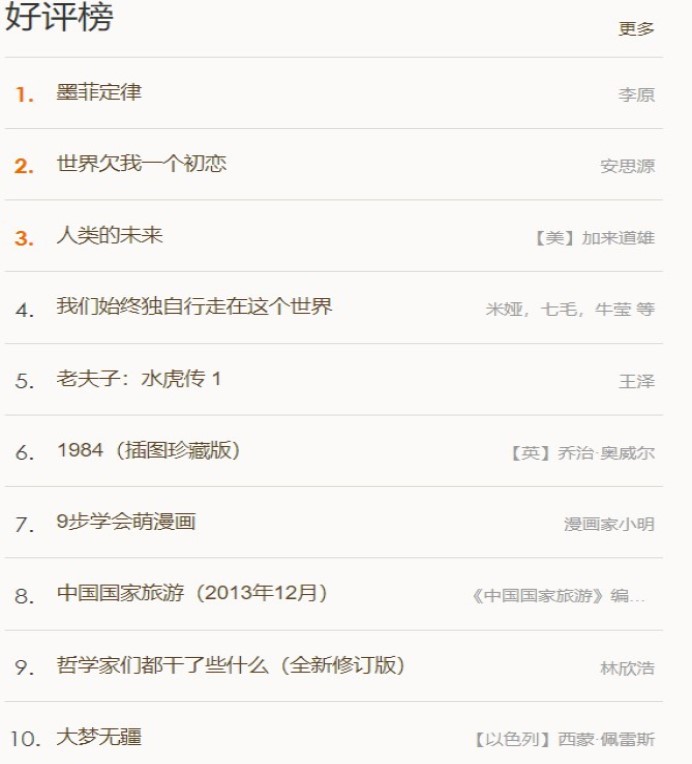 好评榜 更多
1. 墨菲定律 李原
2. 世界欠我一个初恋 安思源
3. 人类的未来 【美】加来道雄
4. 我们始终独自行走在这个世界 米娅，七毛，牛莹 等
5. 老夫子：水虎传 1 王泽
6. 1984（插图珍藏版） 【英】乔治·奥威尔
7. 9步学会萌漫画 漫画家小明
8. 中国国家旅游（2013年12月） 《中国国家旅游》编...
9. 哲学家们都干了些什么（全新修订版） 林欣浩
10. 大梦无疆 【以色列】西蒙·佩雷斯